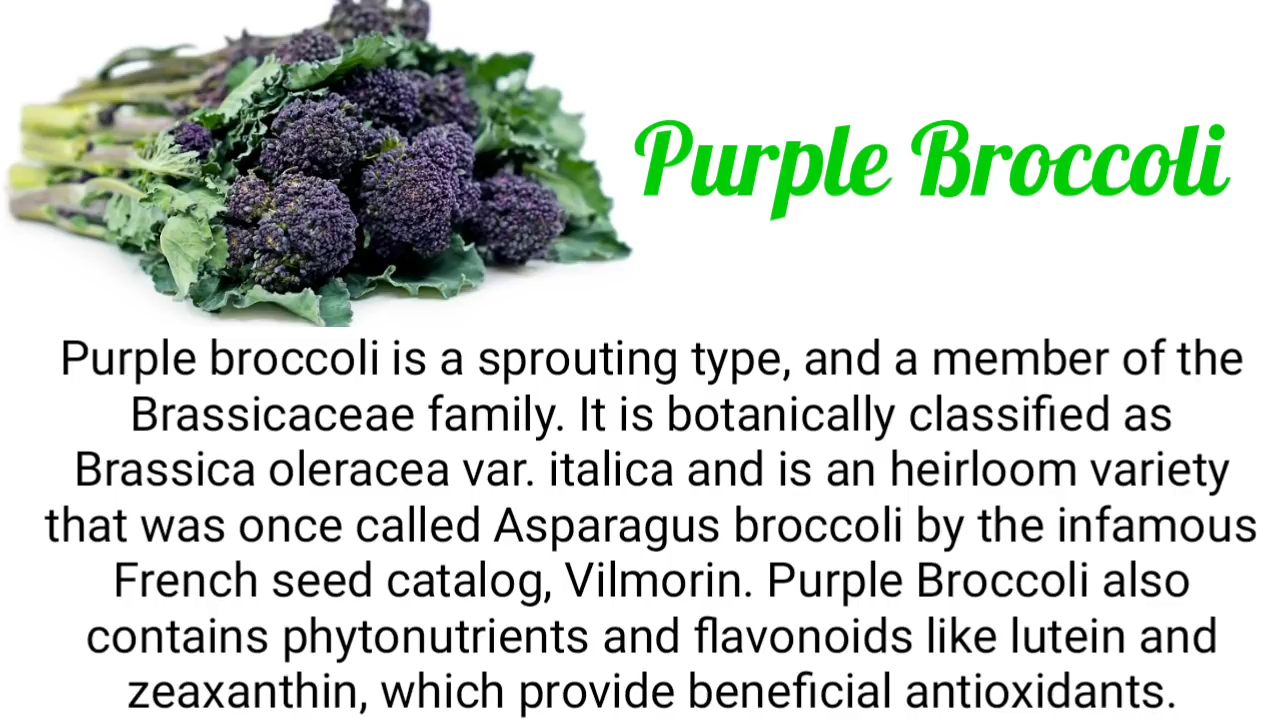 Purple Broccoli
Purple broccoli is a sprouting type, and a member of the
Brassicaceae family. It is botanically classified as
Brassica oleracea var. italica and is an heirloom variety
that was once called Asparagus broccoli by the infamous
French seed catalog, Vilmorin. Purple Broccoli also
contains phytonutrients and flavonoids like lutein and
zeaxanthin, which provide beneficial antioxidants.